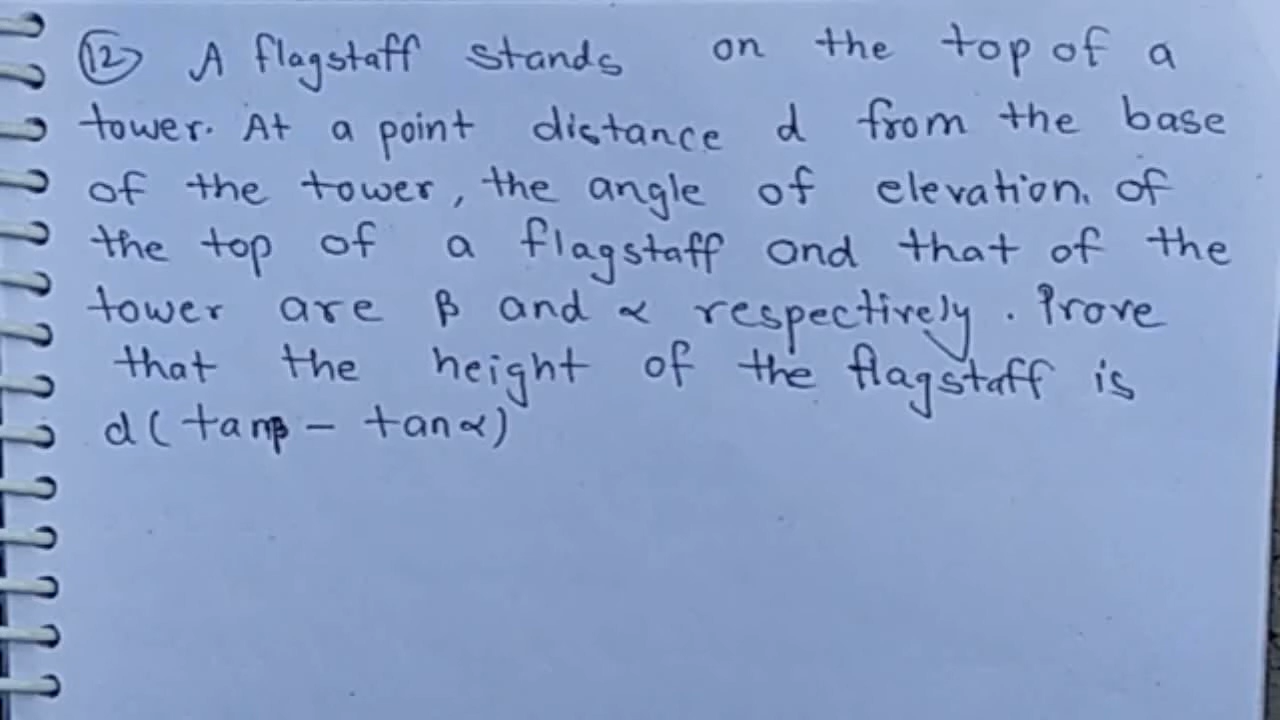 ⑫ A flagstaff stands on the top of a
tower. At a point distance d from the base
of the tower, the angle of elevation. of
the top of a flagstaff and that of the
tower are β and α respectively. Prove
that the height of the flagstaff is
d(tanβ - tanα)